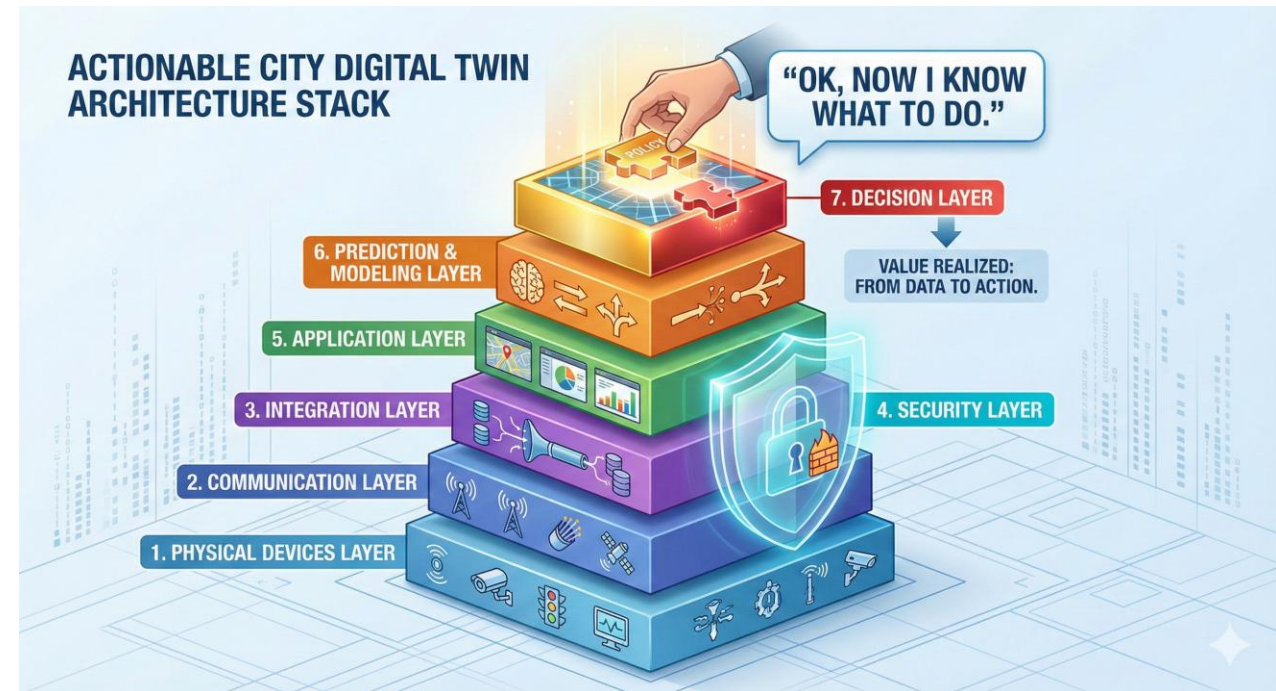 ACTIONABLE CITY DIGITAL TWIN
ARCHITECTURE STACK
“OK, NOW I KNOW
WHAT TO DO.”
POLICY
7. DECISION LAYER
VALUE REALIZED:
FROM DATA TO ACTION.
6. PREDICTION &
MODELING LAYER
5. APPLICATION LAYER
3. INTEGRATION LAYER
4. SECURITY LAYER
2. COMMUNICATION LAYER
1. PHYSICAL DEVICES LAYER